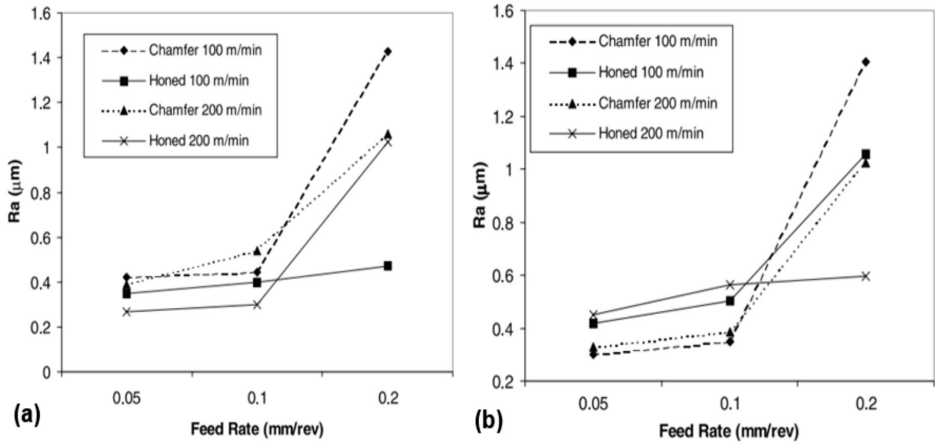 1.6
1.4
1.2
1
0.8
0.6
0.4
0.2
0
Ra (μm)
Chamfer 100 m/min
Honed 100 m/min
Chamfer 200 m/min
Honed 200 m/min
0.05 0.1 0.2
Feed Rate (mm/rev)
(a)
1.6
1.4
1.2
1
0.8
0.6
0.4
0.2
Ra (μm)
Chamfer 100 m/min
Honed 100 m/min
Chamfer 200 m/min
Honed 200 m/min
0.05 0.1 0.2
Feed Rate (mm/rev)
(b)